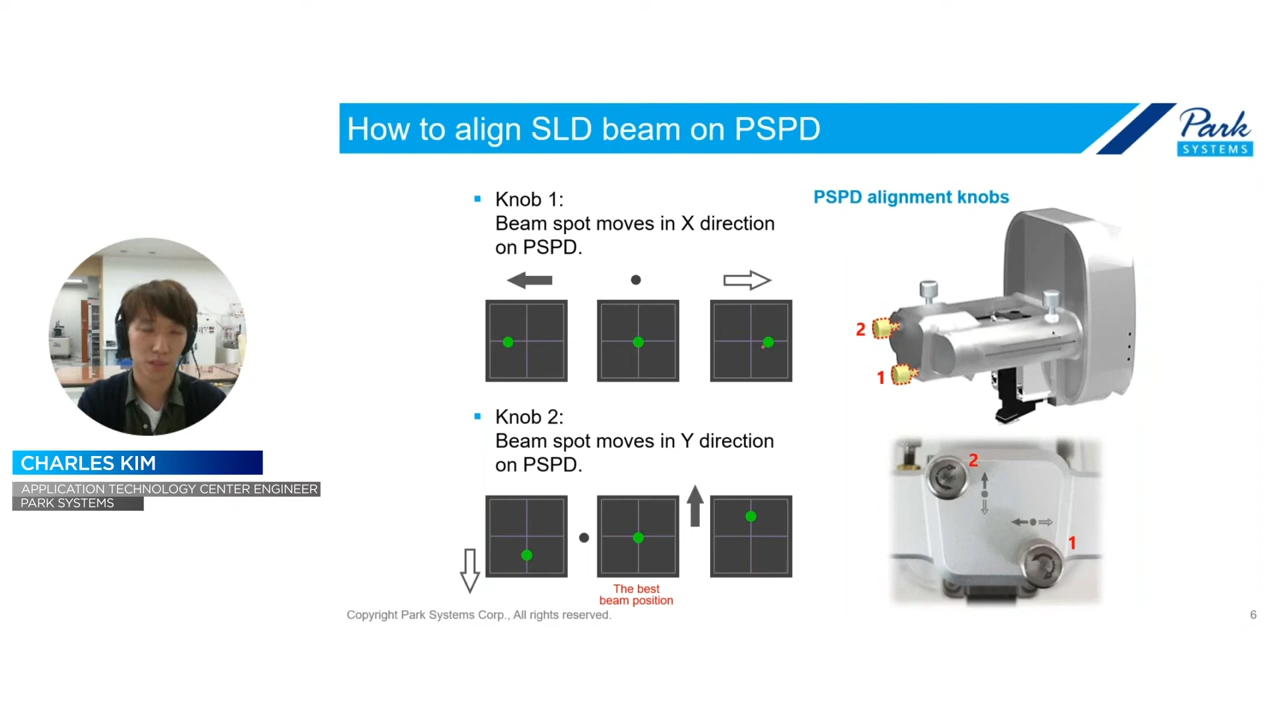 How to align SLD beam on PSPD
Park
SYSTEMS
Knob 1:
Beam spot moves in X direction
on PSPD.
PSPD alignment knobs
2
1
Knob 2:
Beam spot moves in Y direction
on PSPD.
2
1
The best
beam position
CHARLES KIM
APPLICATION TECHNOLOGY CENTER ENGINEER
PARK SYSTEMS
Copyright Park Systems Corp., All rights reserved.
6